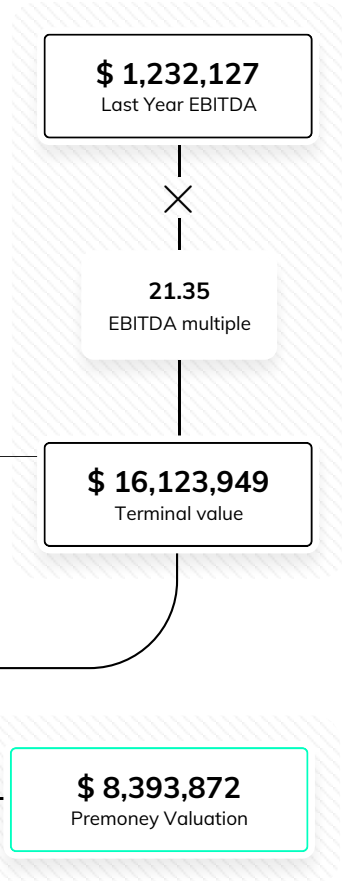 $ 1,232,127
Last Year EBITDA
21.35
EBITDA multiple
$ 16,123,949
Terminal value
$ 8,393,872
Premoney Valuation